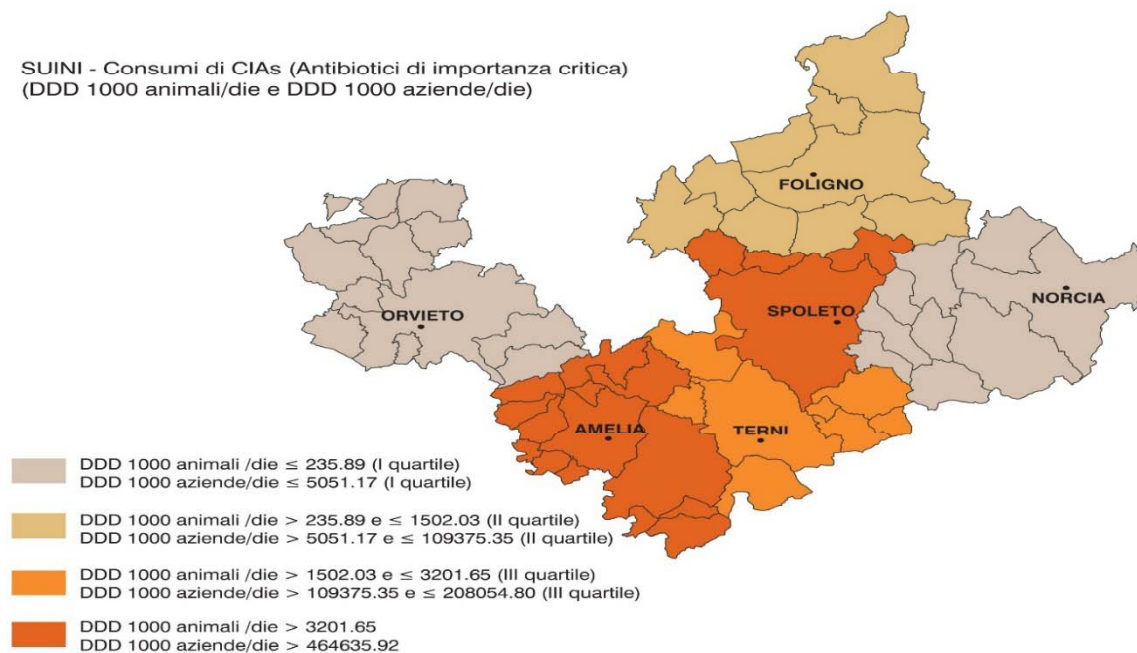 SUINI - Consumi di CIAs (Antibiotici di importanza critica)
(DDD 1000 animali/die e DDD 1000 aziende/die)
FOLIGNO
NORCIA
SPOLETO
ORVIETO
AMELIA
TERNI
DDD 1000 animali /die ≤ 235.89 (I quartile)
DDD 1000 aziende/die ≤ 5051.17 (I quartile)
DDD 1000 animali /die > 235.89 e ≤ 1502.03 (II quartile)
DDD 1000 aziende/die > 5051.17 e ≤ 109375.35 (II quartile)
DDD 1000 animali /die > 1502.03 e ≤ 3201.65 (III quartile)
DDD 1000 aziende/die > 109375.35 e ≤ 208054.80 (III quartile)
DDD 1000 animali /die > 3201.65
DDD 1000 aziende/die > 464635.92